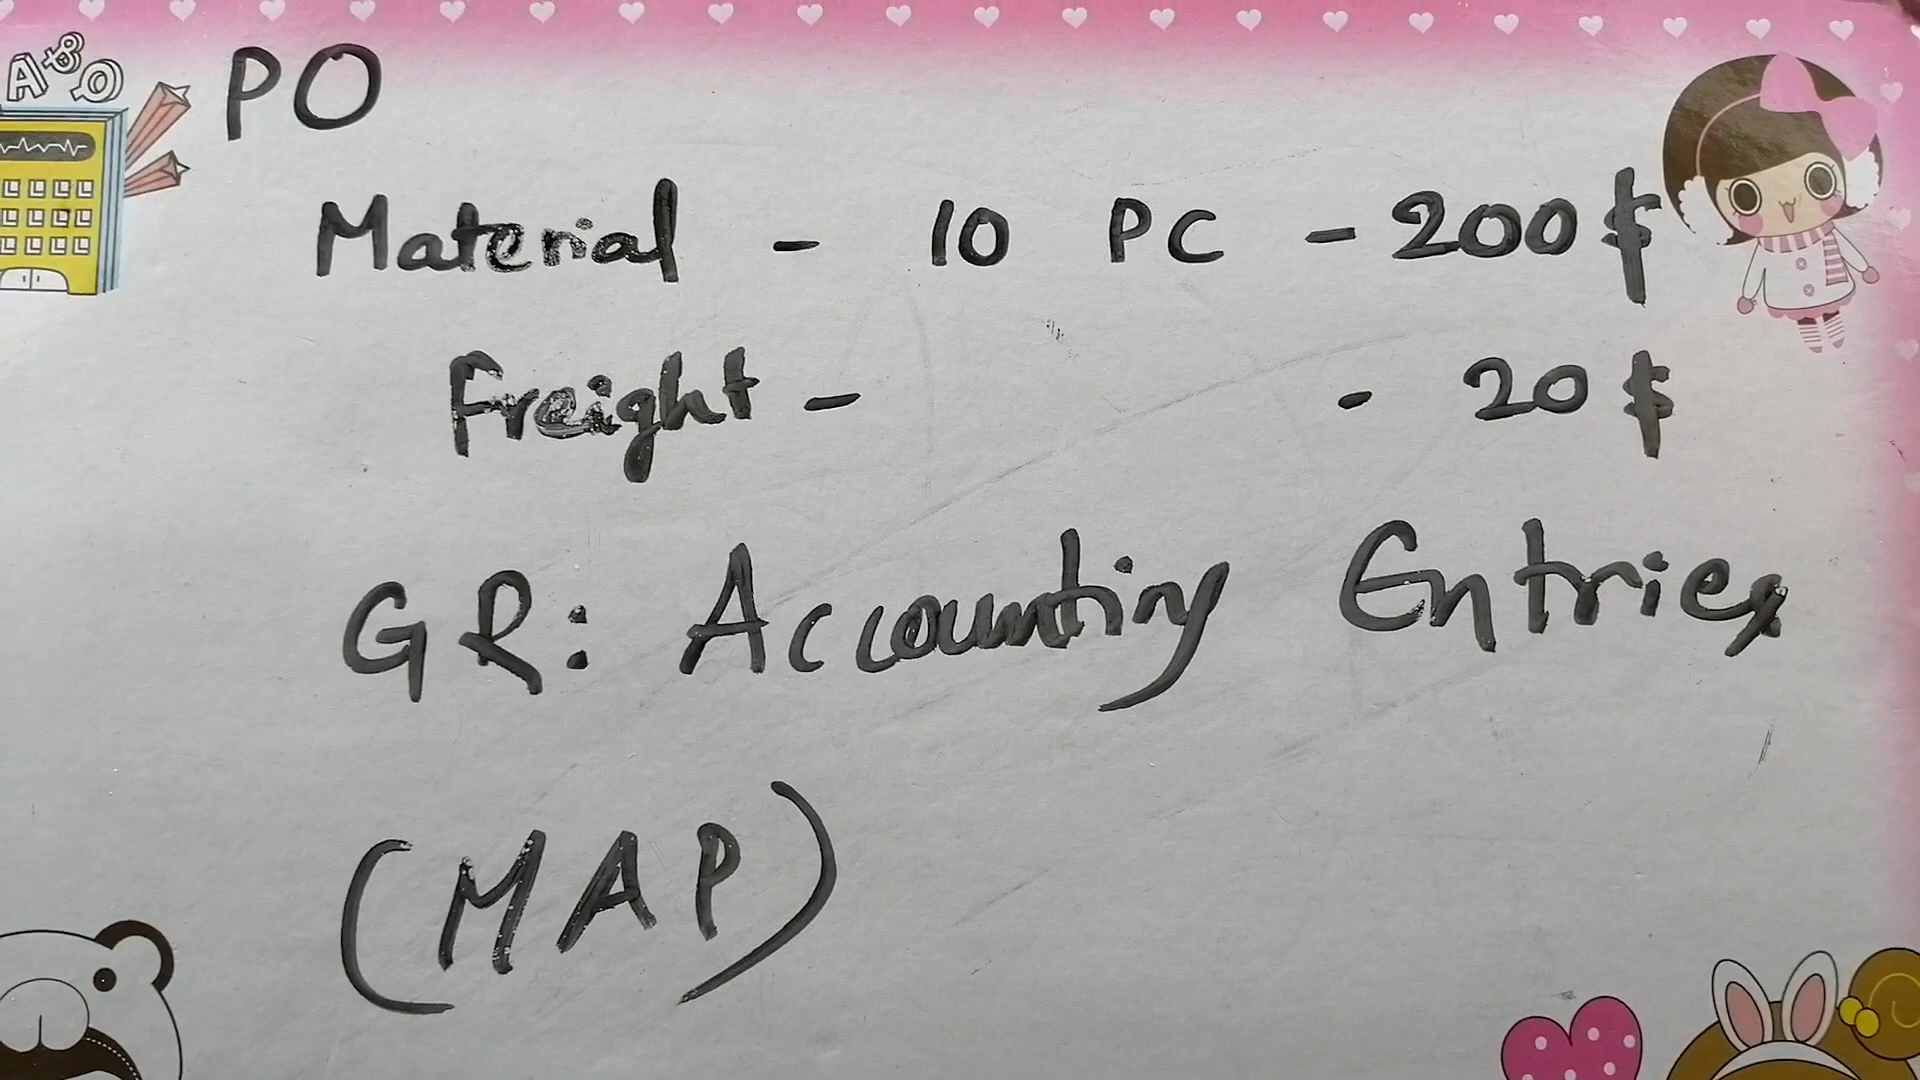 PO
Material - 10 PC - 200$
Freight - - 20$
GR: Accounting Entries
(MAP)